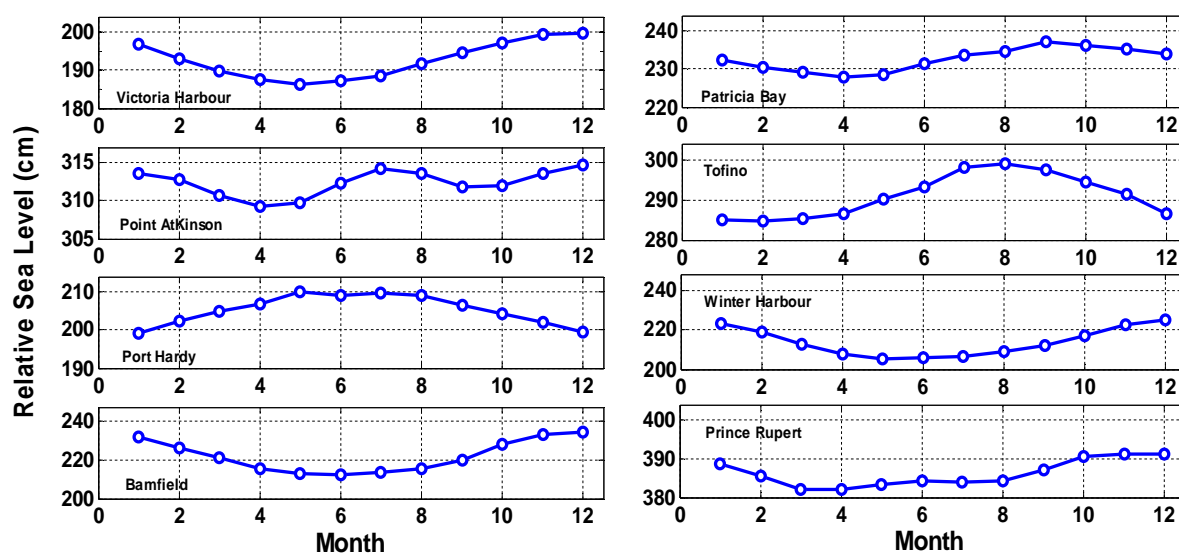 Relative Sea Level (cm)
200
190
180
Victoria Harbour
0 2 4 6 8 10 12
315
310
305
Point AtKinson
0 2 4 6 8 10 12
210
200
190
Port Hardy
0 2 4 6 8 10 12
240
220
200
Bamfield
0 2 4 6 8 10 12
Month
240
230
220
Patricia Bay
0 2 4 6 8 10 12
300
290
280
Tofino
0 2 4 6 8 10 12
240
220
200
Winter Harbour
0 2 4 6 8 10 12
400
390
380
Prince Rupert
0 2 4 6 8 10 12
Month